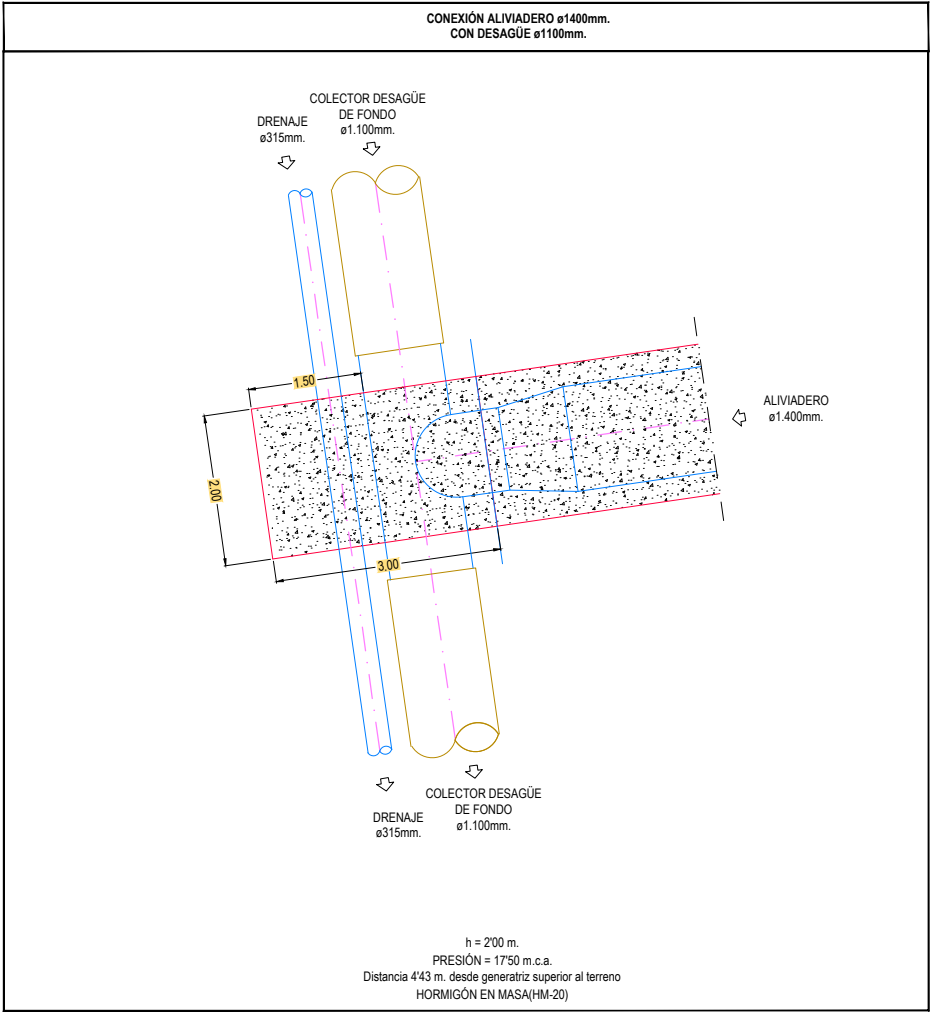 CONEXIÓN ALIVIADERO ø1400mm.
CON DESAGÜE ø1100mm.
COLECTOR DESAGÜE
DE FONDO
ø1.100mm.
DRENAJE
ø315mm.
1.50
ALIVIADERO
ø1.400mm.
2.00
3.00
COLECTOR DESAGÜE
DE FONDO
ø1.100mm.
DRENAJE
ø315mm.
h = 2'00 m.
PRESIÓN = 17'50 m.c.a.
Distancia 4'43 m. desde generatriz superior al terreno
HORMIGÓN EN MASA(HM-20)